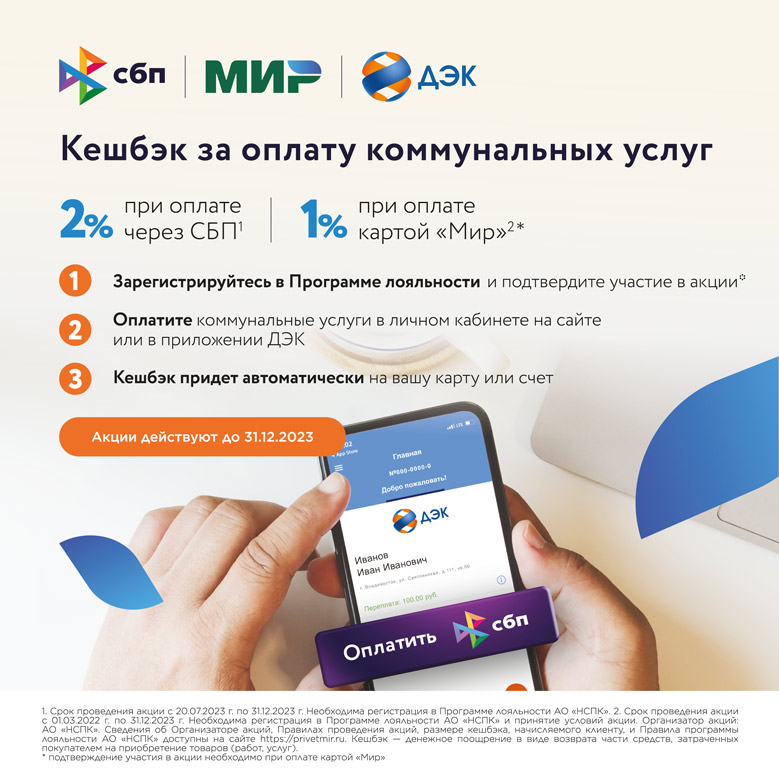 сбп
МИР
ДЭК
Кешбэк за оплату коммунальных услуг
2% при оплате
через СБП¹
1% при оплате
картой «Мир»²*
1 Зарегистрируйтесь в Программе лояльности и подтвердите участие в акции*
2 Оплатите коммунальные услуги в личном кабинете на сайте
или в приложении ДЭК
3 Кешбэк придет автоматически на вашу карту или счет
Акции действуют до 31.12.2023
App Store
LTE
Главная
№600-0000-0
Добро пожаловать!
ДЭК
Иванов
Иван Иванович
Переплата: 100.00 руб.
Оплатить сбп
1. Срок проведения акции с 20.07.2023 г. по 31.12.2023 г. Необходима регистрация в Программе лояльности АО «НСПК». 2. Срок проведения акции
с 01.03.2022 г. по 31.12.2023 г. Необходима регистрация в Программе лояльности АО «НСПК» и принятие условий акции. Организатор акций:
АО «НСПК». Сведения об Организаторе акций, Правилах проведения акций, размере кешбэка, начисляемого клиенту, и Правила программы
лояльности АО «НСПК» доступны на сайте https://privetmir.ru. Кешбэк — денежное поощрение в виде возврата части средств, затраченных
покупателем на приобретение товаров (работ, услуг).
* подтверждение участия в акции необходимо при оплате картой «Мир»